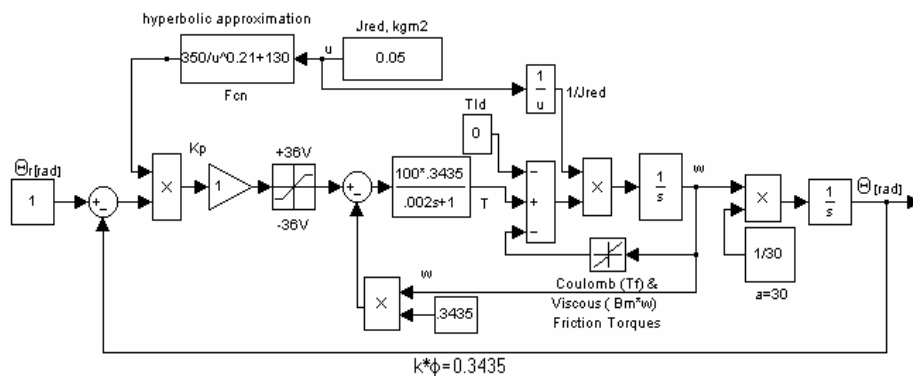 hyperbolic approximation
Jred, kgm2
350/u^0.21+130
u
0.05
Fcn
1
u
1/Jred
Tld
0
Θr[rad]
1
Kp
1
+36V
-36V
100*.3435
.002s+1
T
1
s
w
1
s
Θ [rad]
1/30
a=30
w
.3435
Coulomb (Tf) &
Viscous ( Bm*w)
Friction Torques
k*ϕ=0.3435